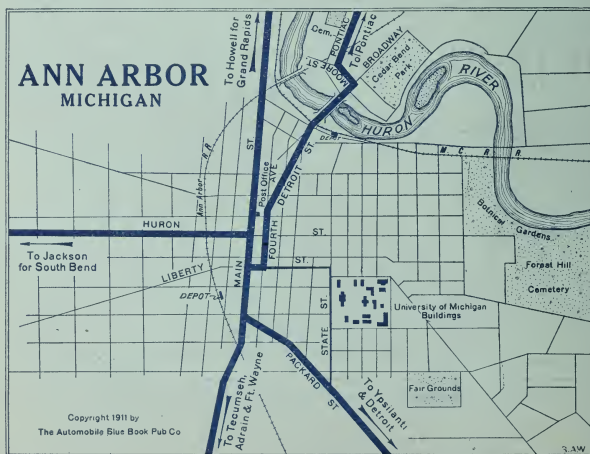 ANN ARBOR
MICHIGAN
To Howell for
Grand Rapids
Cem.
PONTIAC
To Pontiac
BROADWAY
Cedar Bend
Park
MOORE ST.
HURON
RIVER
DEPOT
M. C. R. R.
Ann Arbor R.R.
ST.
Post Office
AVE
DETROIT
ST.
HURON
FOURTH
ST.
Botnical Gardens
Forest Hill
Cemetery
To Jackson
for South Bend
LIBERTY
MAIN
ST.
DEPOT
STATE
ST.
University of Michigan
Buildings
PACKARD
ST
Fair Grounds
To Ypsilanti
& Detroit
To Tecumseh,
Adrain & Ft. Wayne
Copyright 1911 by
The Automobile Blue Book Pub Co
3.AW